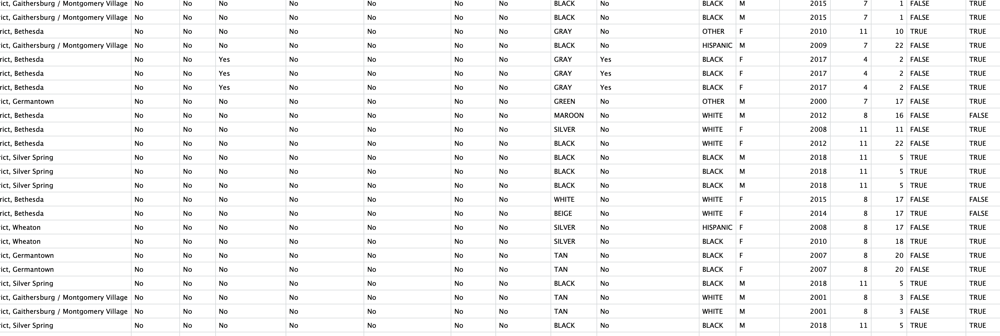 rict, Gaithersburg / Montgomery Village No No No No No No No BLACK No BLACK M 2015 7 1 FALSE TRUE
rict, Gaithersburg / Montgomery Village No No No No No No No BLACK No BLACK M 2015 7 1 FALSE TRUE
rict, Bethesda No No No No No No No GRAY No OTHER F 2010 11 10 TRUE TRUE
rict, Gaithersburg / Montgomery Village No No No No No No No BLACK No HISPANIC M 2009 7 22 FALSE TRUE
rict, Bethesda No No Yes No No No No GRAY Yes BLACK F 2017 4 2 FALSE TRUE
rict, Bethesda No No Yes No No No No GRAY Yes BLACK F 2017 4 2 FALSE TRUE
rict, Bethesda No No Yes No No No No GRAY Yes BLACK F 2017 4 2 FALSE TRUE
ict, Germantown No No No No No No No GREEN No OTHER M 2000 7 17 FALSE TRUE
rict, Bethesda No No No No No No No MAROON No WHITE M 2012 8 16 FALSE FALSE
rict, Bethesda No No No No No No No SILVER No WHITE F 2008 11 11 FALSE TRUE
rict, Bethesda No No No No No No No BLACK No WHITE F 2012 11 22 FALSE TRUE
rict, Silver Spring No No No No No No No BLACK No BLACK M 2018 11 5 TRUE TRUE
rict, Silver Spring No No No No No No No BLACK No BLACK M 2018 11 5 TRUE TRUE
rict, Silver Spring No No No No No No No BLACK No BLACK M 2018 11 5 TRUE TRUE
rict, Bethesda No No No No No No No WHITE No WHITE F 2015 8 17 FALSE FALSE
rict, Bethesda No No No No No No No BEIGE No WHITE F 2014 8 17 TRUE FALSE
ict, Wheaton No No No No No No No SILVER No HISPANIC F 2008 8 17 FALSE TRUE
ict, Wheaton No No No No No No No SILVER No BLACK F 2010 8 18 TRUE TRUE
ict, Germantown No No No No No No No TAN No BLACK F 2007 8 20 FALSE TRUE
ict, Germantown No No No No No No No TAN No BLACK F 2007 8 20 FALSE TRUE
rict, Silver Spring No No No No No No No BLACK No BLACK M 2018 11 5 TRUE TRUE
rict, Gaithersburg / Montgomery Village No No No No No No No TAN No WHITE M 2001 8 3 FALSE TRUE
rict, Gaithersburg / Montgomery Village No No No No No No No TAN No WHITE M 2001 8 3 FALSE TRUE
rict, Silver Spring No No No No No No No BLACK No BLACK M 2018 11 5 TRUE TRUE